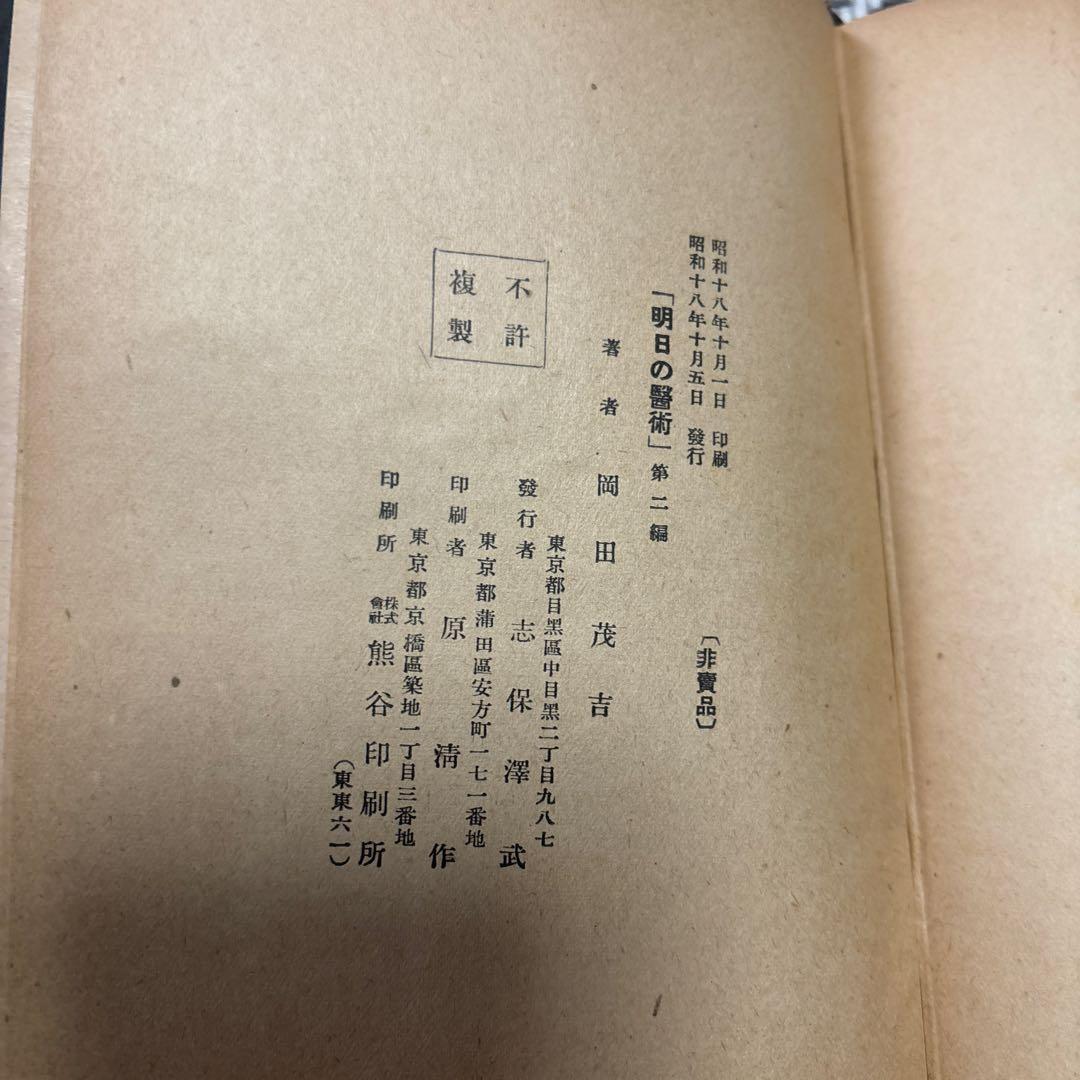 昭和十八年十月一日　印刷
昭和十八年十月五日　發行
〔非賣品〕
「明日の醫術」第二編
著者　岡田茂吉
東京都目黑區中目黑二丁目九八七
發行者　志保澤武
東京都蒲田區安方町一七一番地
印刷者　原淸作
東京都京橋區築地一丁目三番地
印刷所　株式會社　熊谷印刷所
（東東六一）
不許
複製